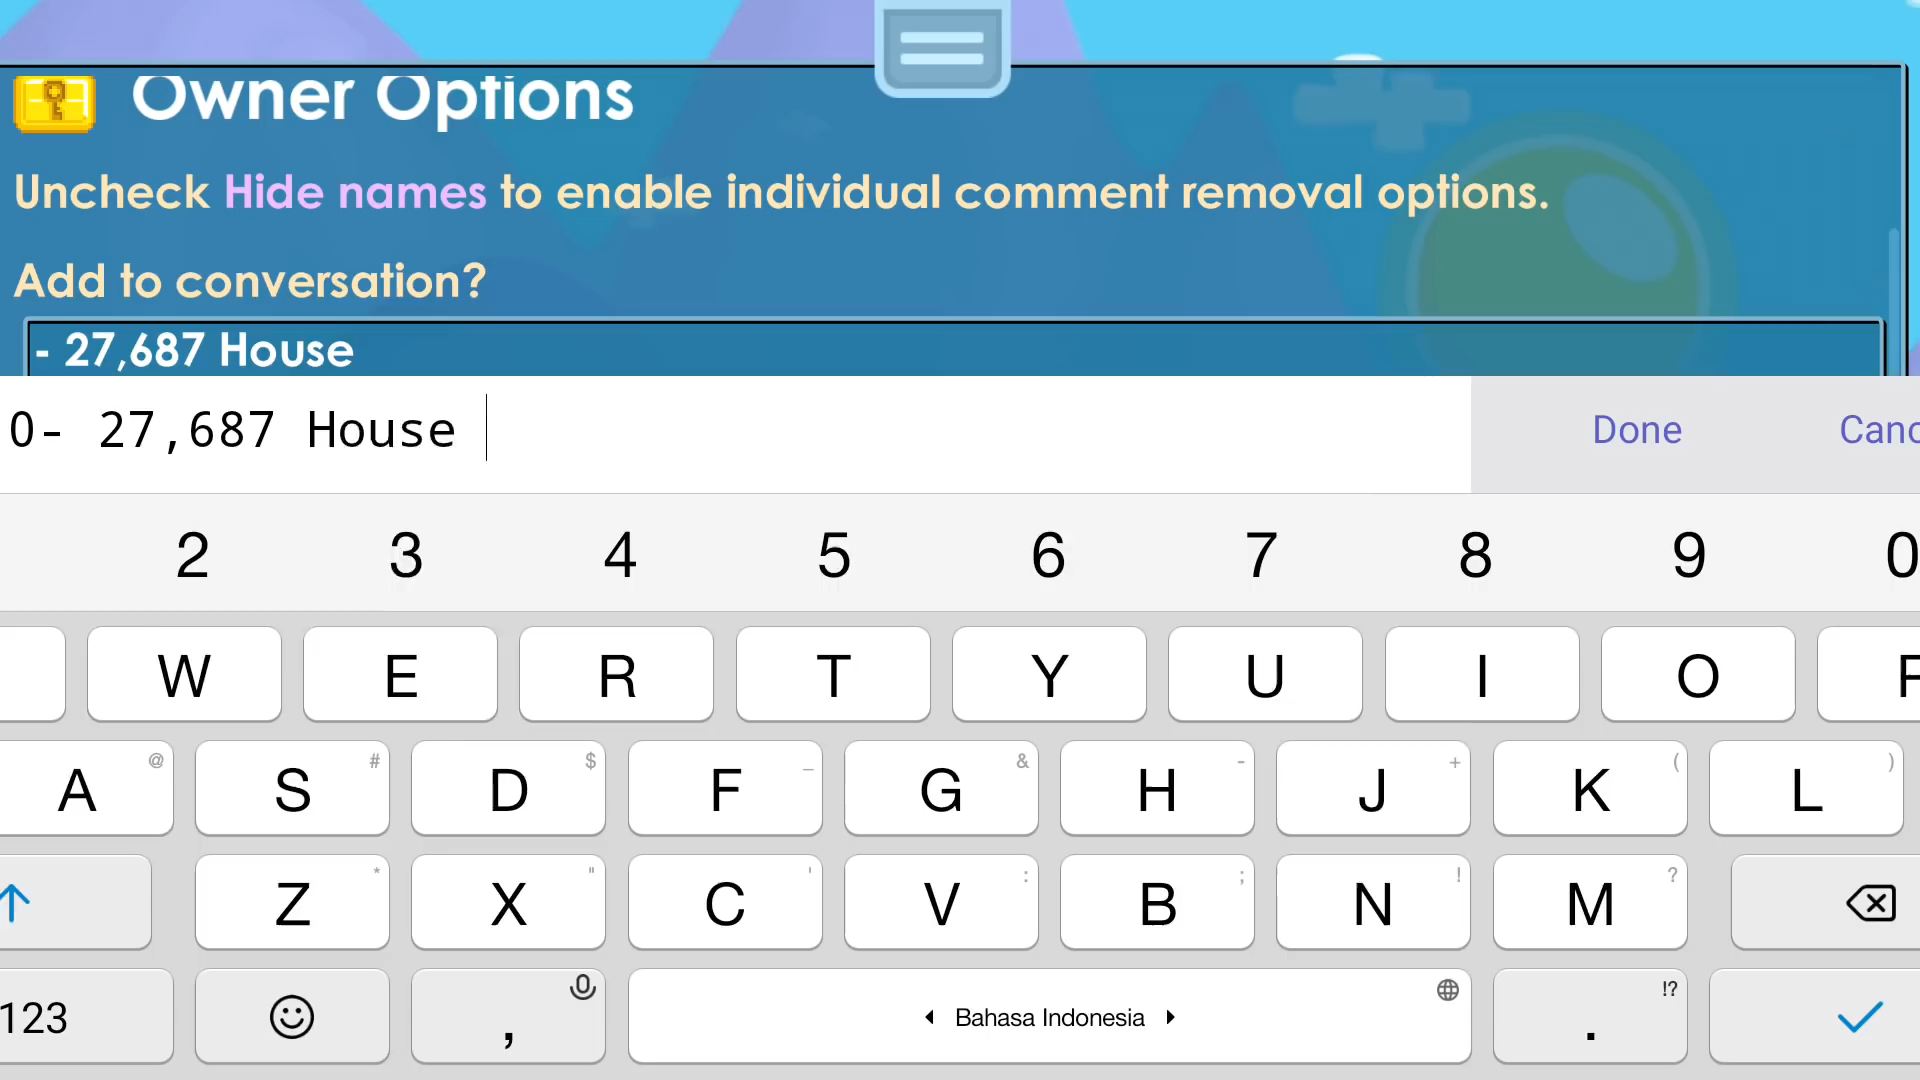 Owner Options
Uncheck Hide names to enable individual comment removal options.
Add to conversation?
- 27,687 House
0- 27,687 House
Done
Canc
2 3 4 5 6 7 8 9 0
W E R T Y U I O P
A @ S # D $ F _ G & H - J + K ( L )
Z * X " C ' V : B ; N ! M ?
123 , Bahasa Indonesia . !?